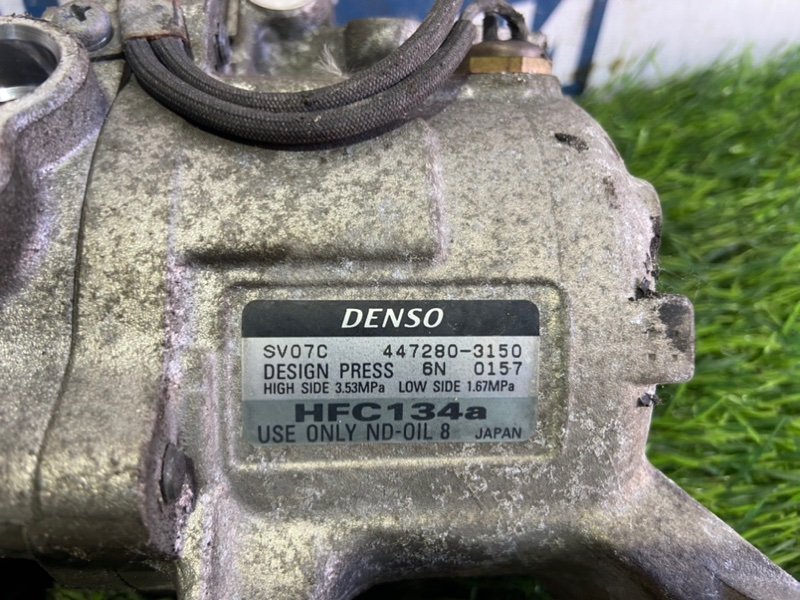 DENSO
SV07C 447280-3150
DESIGN PRESS 6N 0157
HIGH SIDE 3.53MPa LOW SIDE 1.67MPa
HFC134a
USE ONLY ND-OIL 8 JAPAN